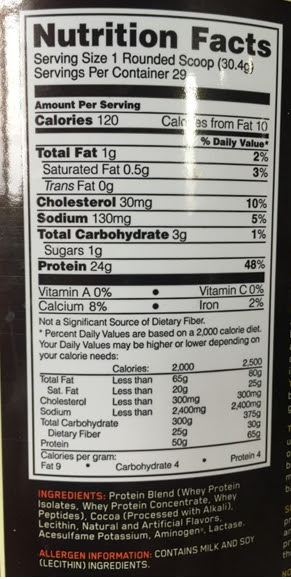 Nutrition Facts
Serving Size 1 Rounded Scoop (30.4g)
Servings Per Container 29
Amount Per Serving
Calories 120 Calories from Fat 10
% Daily Value*
Total Fat 1g 2%
Saturated Fat 0.5g 3%
Trans Fat 0g
Cholesterol 30mg 10%
Sodium 130mg 5%
Total Carbohydrate 3g 1%
Sugars 1g
Protein 24g 48%
Vitamin A 0% • Vitamin C 0%
Calcium 8% • Iron 2%
Not a Significant Source of Dietary Fiber.
* Percent Daily Values are based on a 2,000 calorie diet.
Your Daily Values may be higher or lower depending on
your calorie needs:
Calories: 2,000 2,500
Total Fat Less than 65g 80g
Sat. Fat Less than 20g 25g
Cholesterol Less than 300mg 300mg
Sodium Less than 2,400mg 2,400mg
Total Carbohydrate 300g 375g
Dietary Fiber 25g 30g
Protein 50g 65g
Calories per gram:
Fat 9 • Carbohydrate 4 • Protein 4
INGREDIENTS: Protein Blend (Whey Protein
Isolates, Whey Protein Concentrate, Whey
Peptides), Cocoa (Processed with Alkali),
Lecithin, Natural and Artificial Flavors,
Acesulfame Potassium, Aminogen®, Lactase.
ALLERGEN INFORMATION: CONTAINS MILK AND SOY
(LECITHIN) INGREDIENTS.